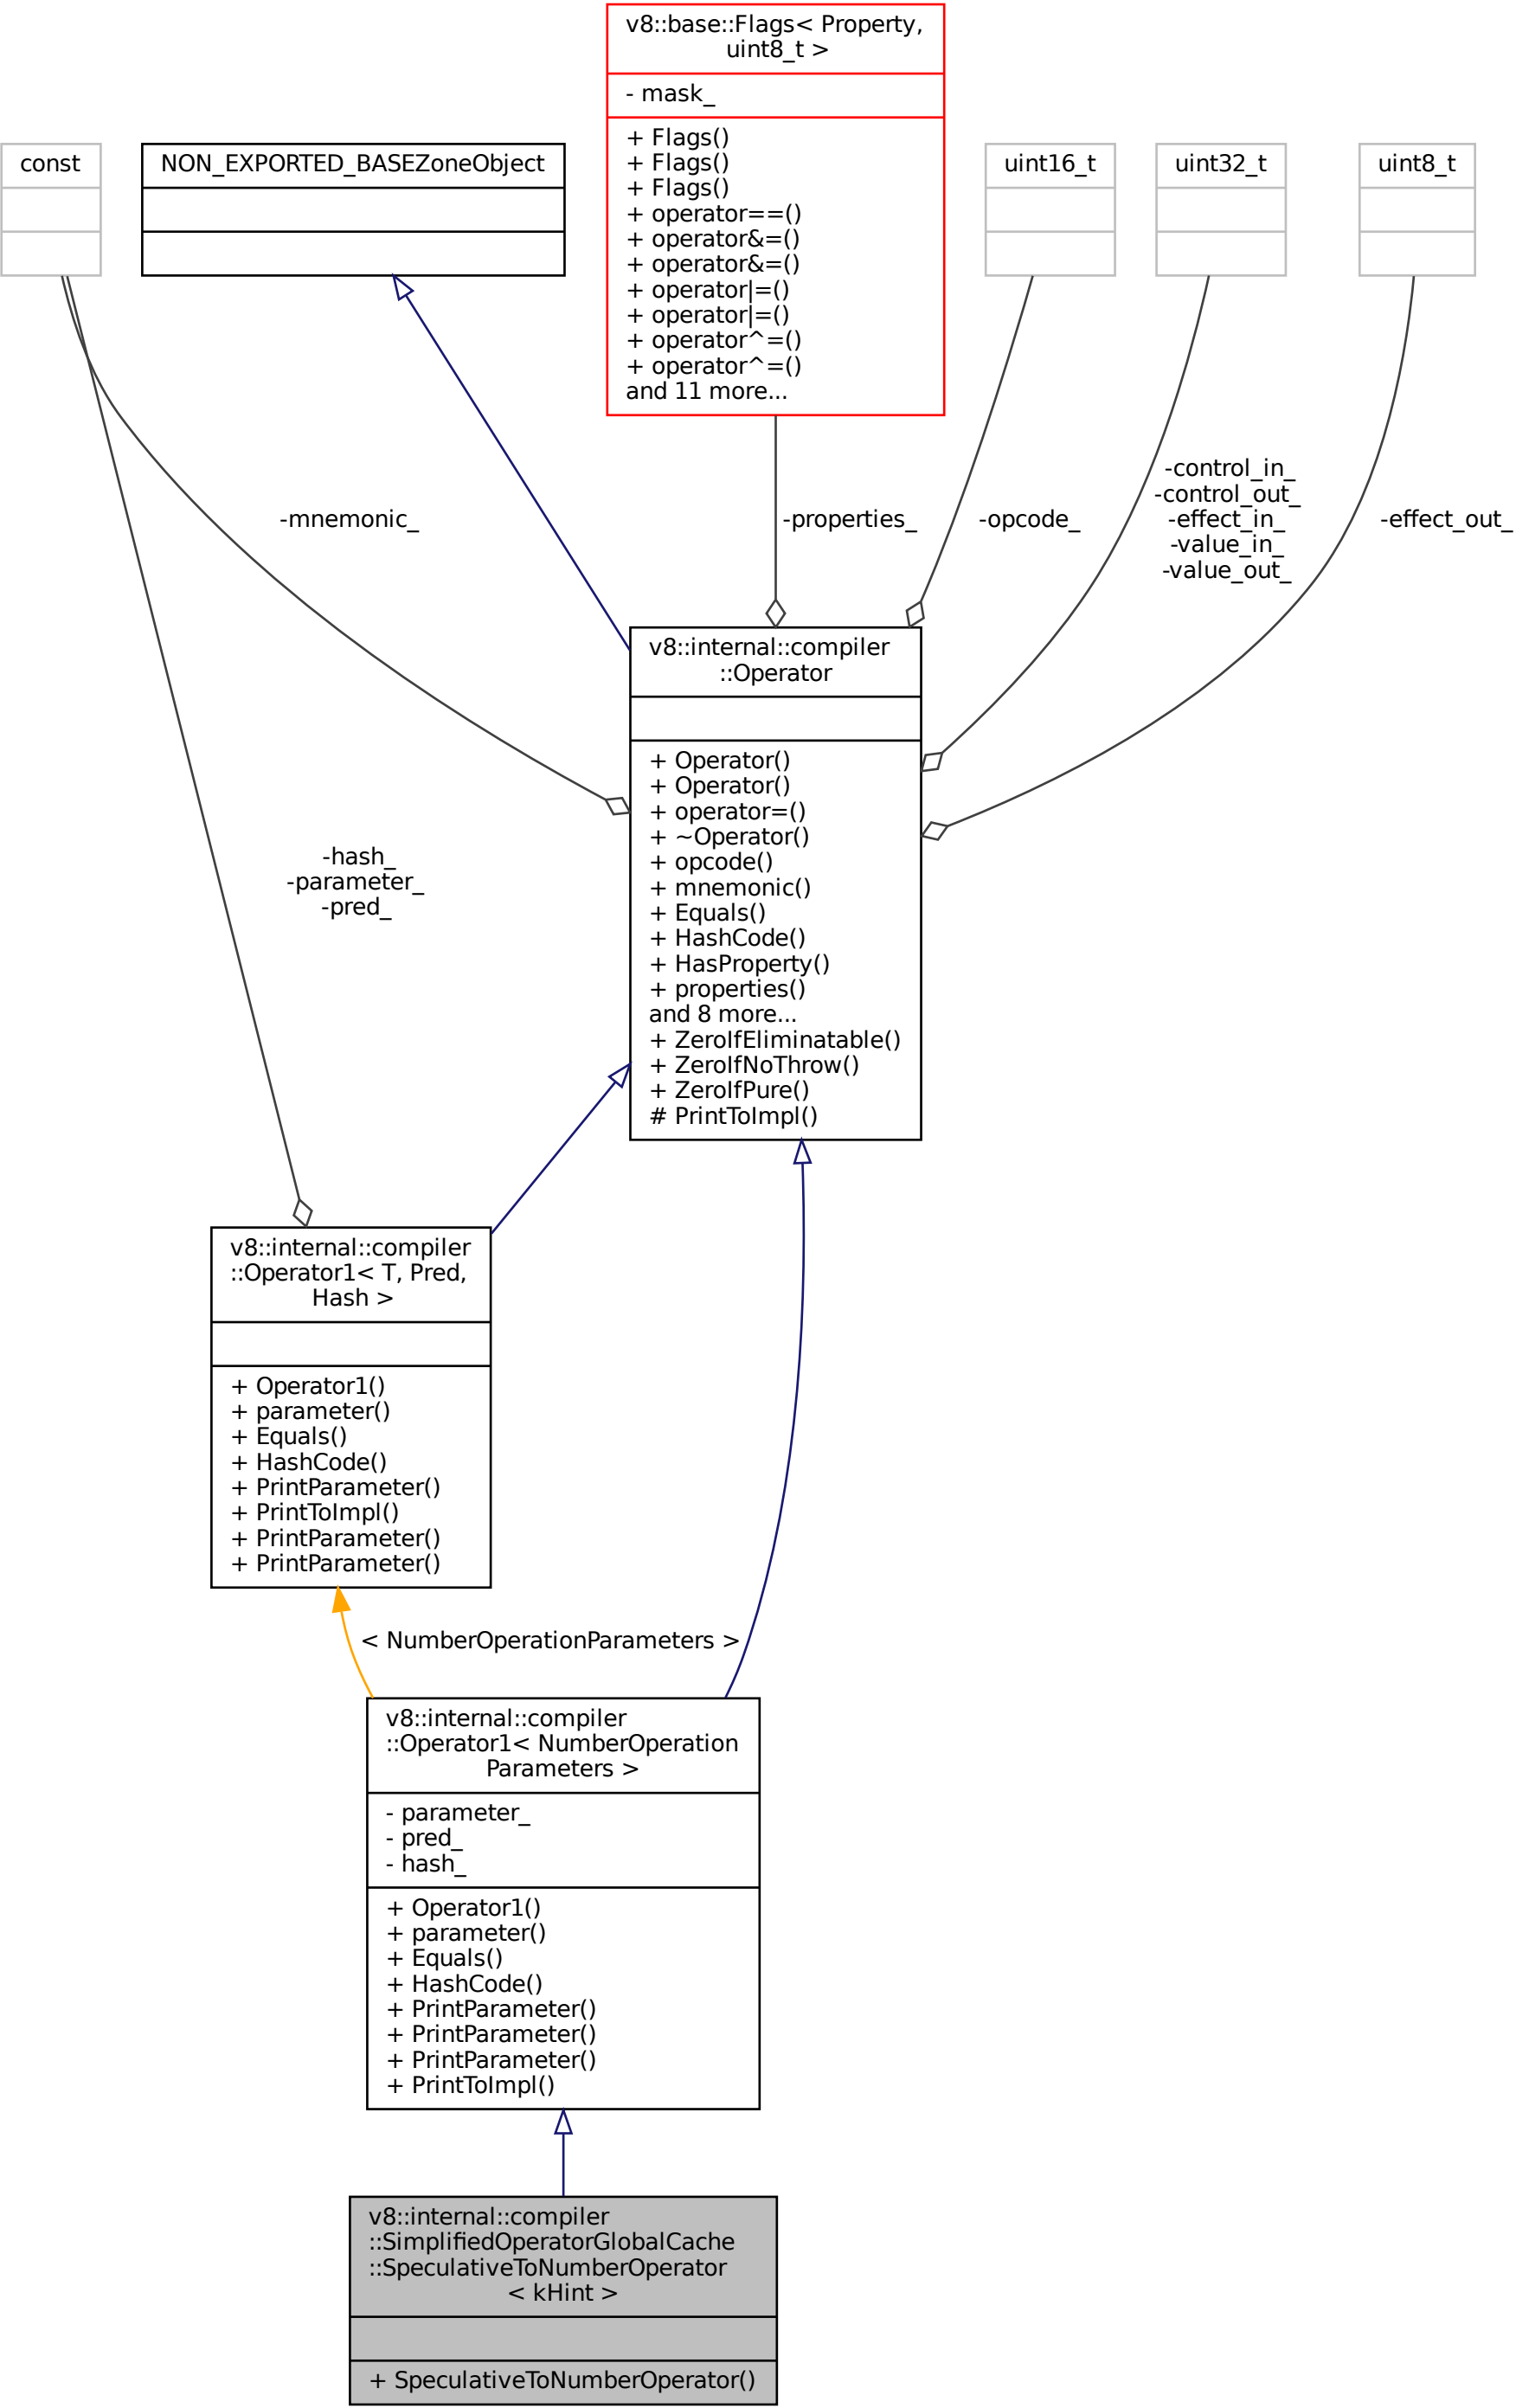 v8::base::Flags< Property,
uint8_t >
- mask_
+ Flags()
+ Flags()
+ Flags()
+ operator==()
+ operator&=()
+ operator&=()
+ operator|=()
+ operator|=()
+ operator^=()
+ operator^=()
and 11 more...
const
NON_EXPORTED_BASEZoneObject
uint16_t
uint32_t
uint8_t
-mnemonic_
-properties_
-opcode_
-control_in_
-control_out_
-effect_in_
-value_in_
-value_out_
-effect_out_
v8::internal::compiler
::Operator
+ Operator()
+ Operator()
+ operator=()
+ ~Operator()
+ opcode()
+ mnemonic()
+ Equals()
+ HashCode()
+ HasProperty()
+ properties()
and 8 more...
+ ZeroIfEliminatable()
+ ZeroIfNoThrow()
+ ZeroIfPure()
# PrintToImpl()
-hash_
-parameter_
-pred_
v8::internal::compiler
::Operator1< T, Pred,
Hash >
+ Operator1()
+ parameter()
+ Equals()
+ HashCode()
+ PrintParameter()
+ PrintToImpl()
+ PrintParameter()
+ PrintParameter()
< NumberOperationParameters >
v8::internal::compiler
::Operator1< NumberOperation
Parameters >
- parameter_
- pred_
- hash_
+ Operator1()
+ parameter()
+ Equals()
+ HashCode()
+ PrintParameter()
+ PrintParameter()
+ PrintParameter()
+ PrintToImpl()
v8::internal::compiler
::SimplifiedOperatorGlobalCache
::SpeculativeToNumberOperator
< kHint >
+ SpeculativeToNumberOperator()